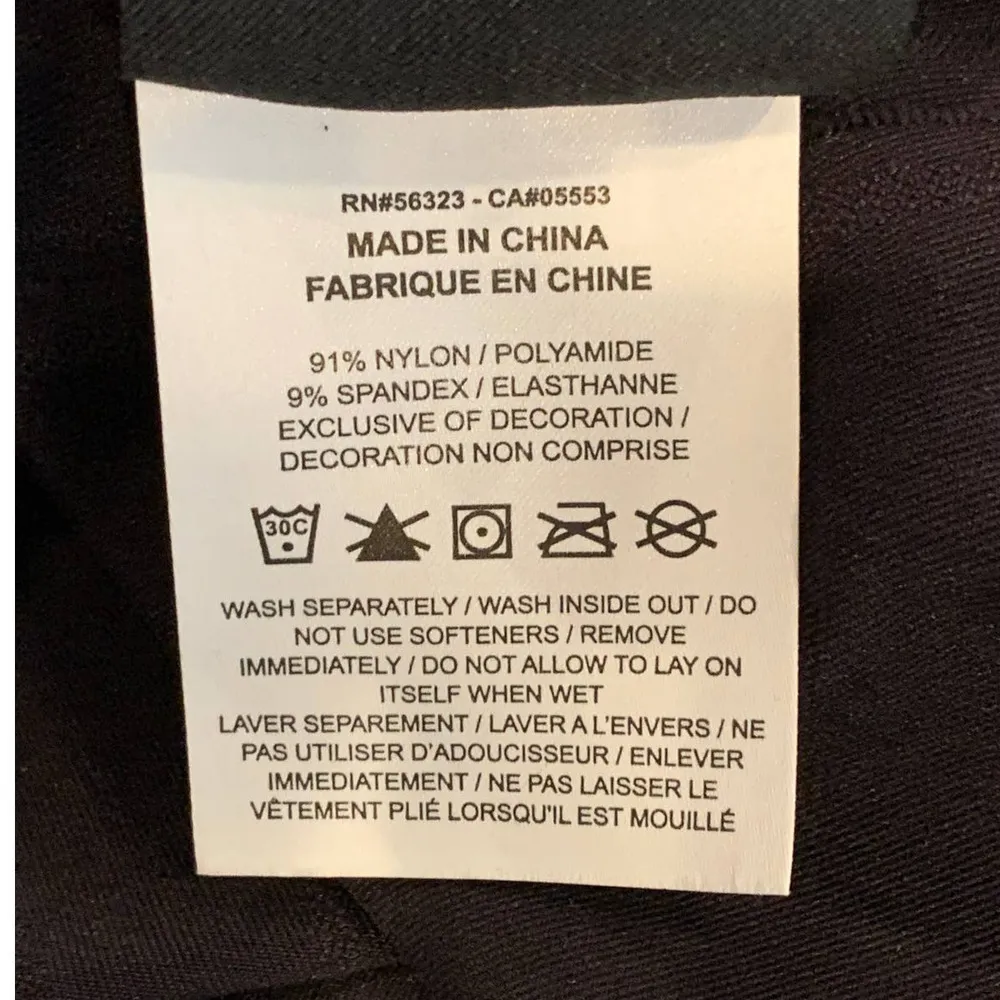 RN#56323 - CA#05553
MADE IN CHINA
FABRIQUE EN CHINE
91% NYLON / POLYAMIDE
9% SPANDEX / ELASTHANNE
EXCLUSIVE OF DECORATION /
DECORATION NON COMPRISE
30C
WASH SEPARATELY / WASH INSIDE OUT / DO
NOT USE SOFTENERS / REMOVE
IMMEDIATELY / DO NOT ALLOW TO LAY ON
ITSELF WHEN WET
LAVER SEPAREMENT / LAVER A L'ENVERS / NE
PAS UTILISER D'ADOUCISSEUR / ENLEVER
IMMEDIATEMENT / NE PAS LAISSER LE
VÊTEMENT PLIÉ LORSQU'IL EST MOUILLÉ